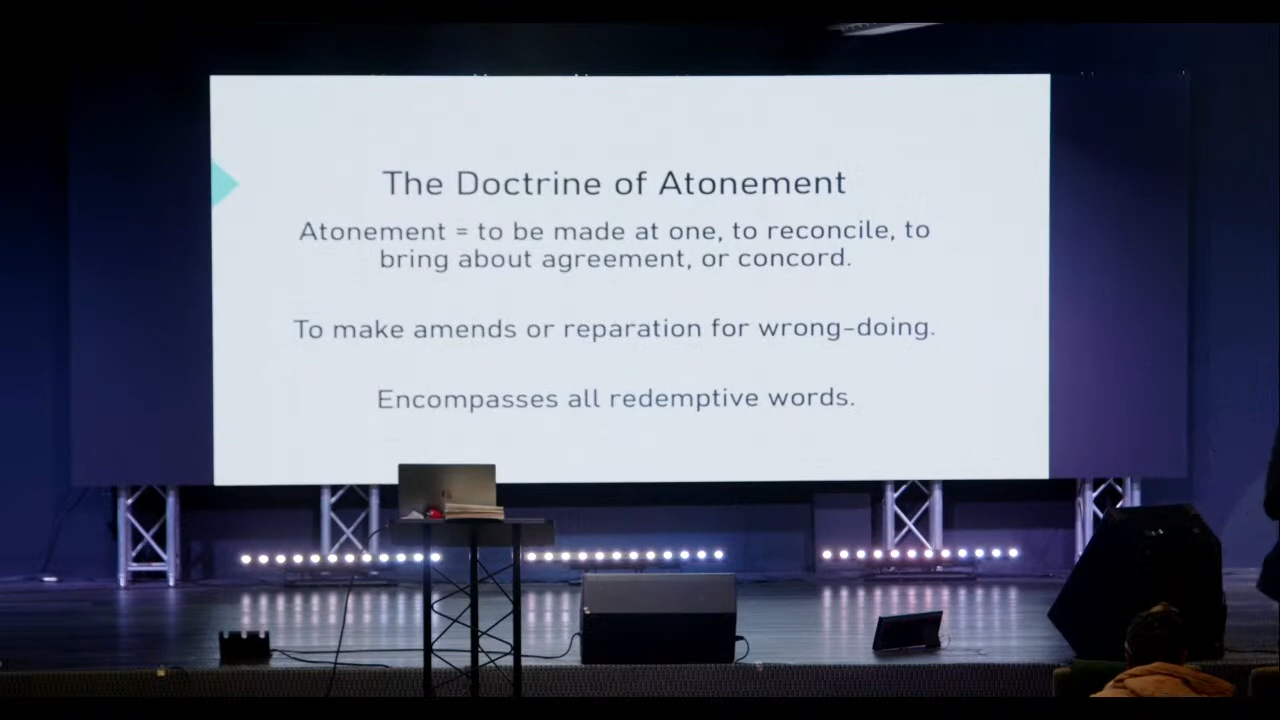 The Doctrine of Atonement
Atonement = to be made at one, to reconcile, to
bring about agreement, or concord.
To make amends or reparation for wrong-doing.
Encompasses all redemptive words.